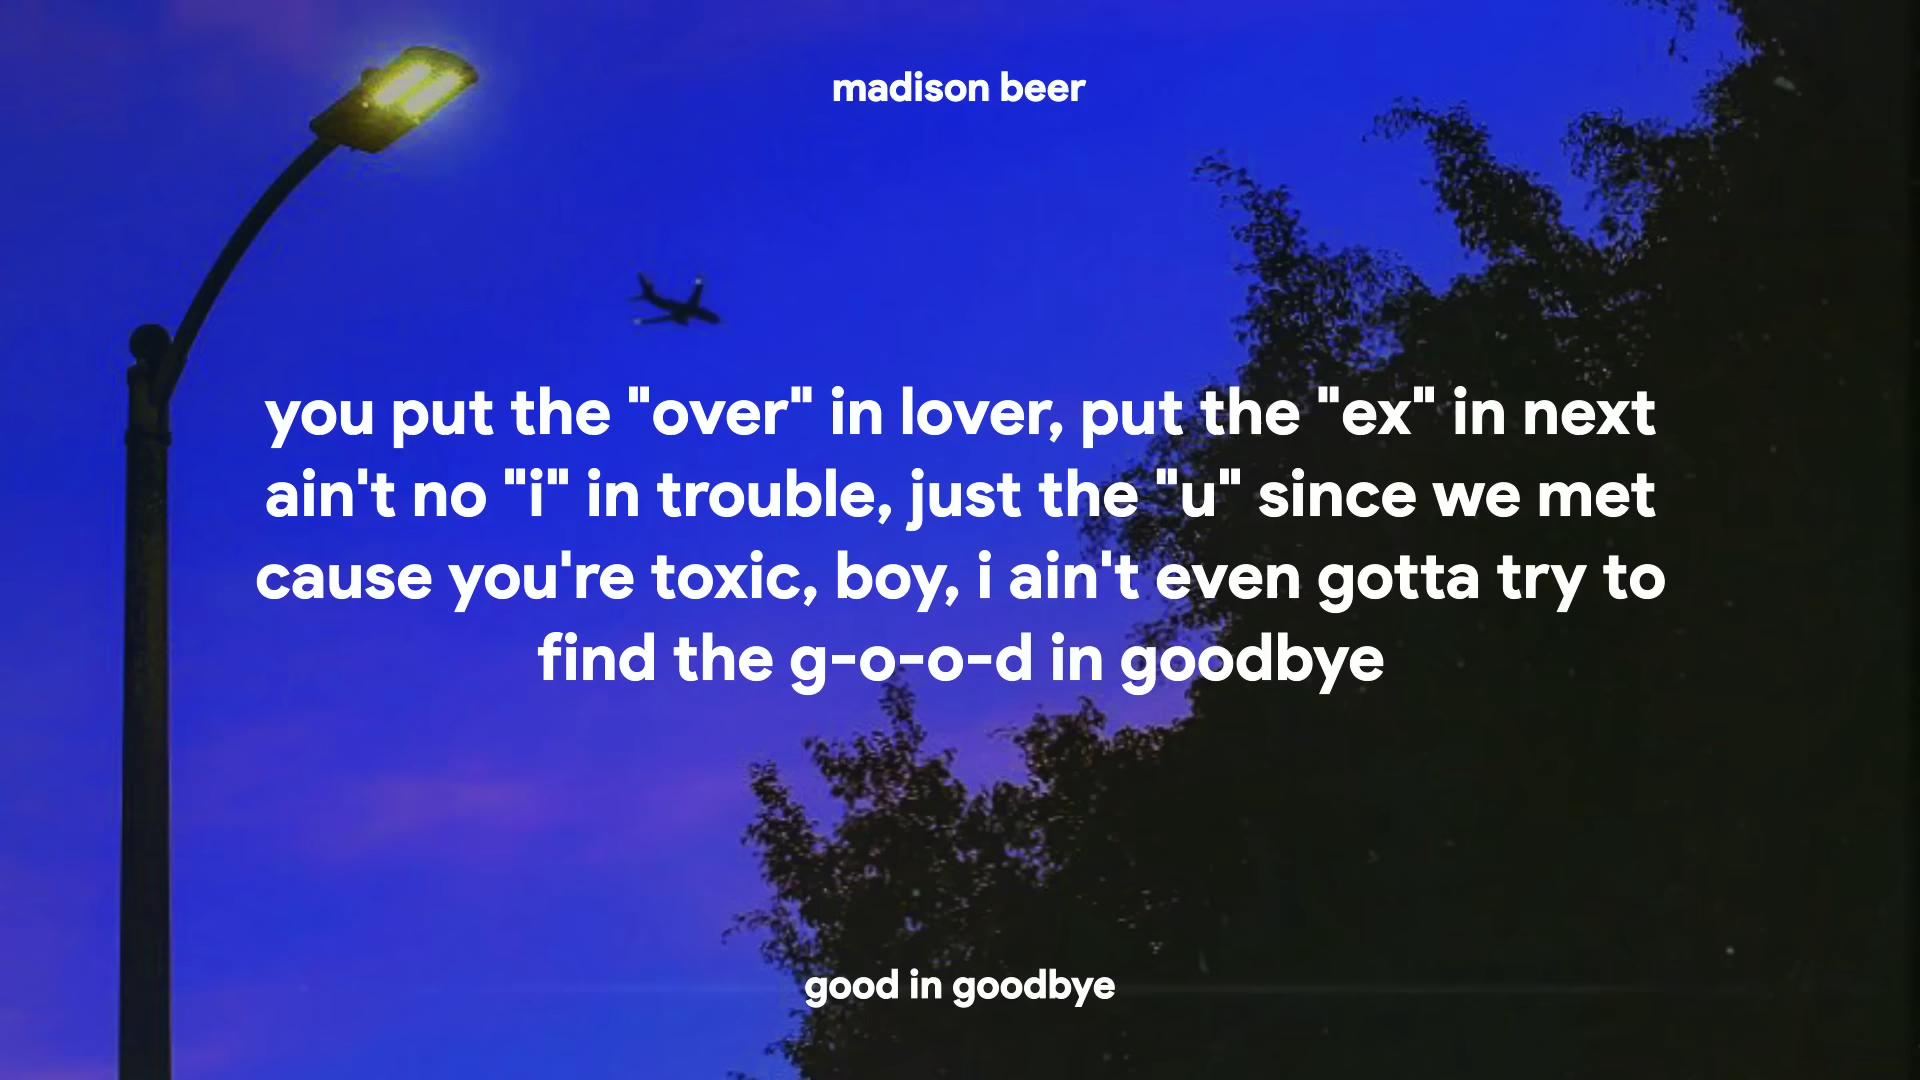 madison beer
you put the "over" in lover, put the "ex" in next
ain't no "i" in trouble, just the "u" since we met
cause you're toxic, boy, i ain't even gotta try to
find the g-o-o-d in goodbye
good in goodbye